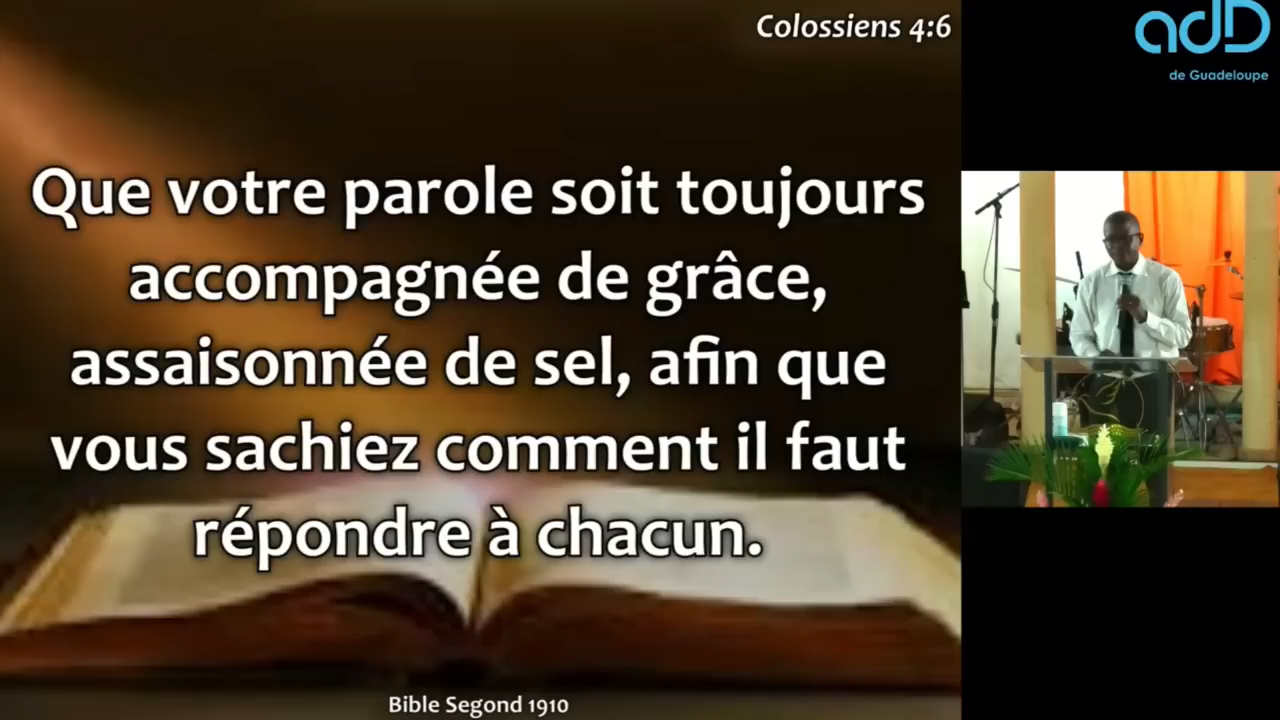 Colossiens 4:6
Que votre parole soit toujours
accompagnée de grâce,
assaisonnée de sel, afin que
vous sachiez comment il faut
répondre à chacun.
Bible Segond 1910
adD
de Guadeloupe